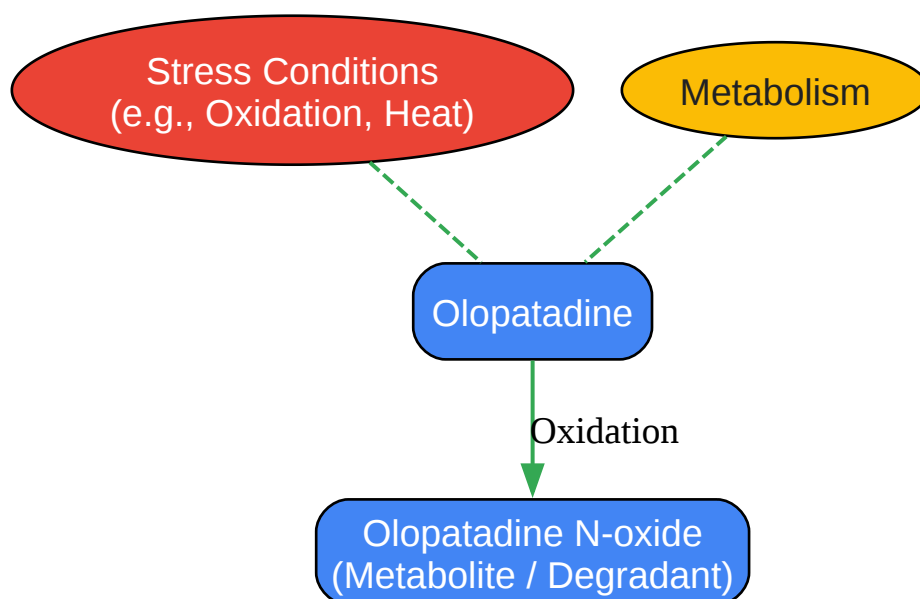 Stress Conditions
(e.g., Oxidation, Heat)
Metabolism
Olopatadine
Oxidation
Olopatadine N-oxide
(Metabolite / Degradant)